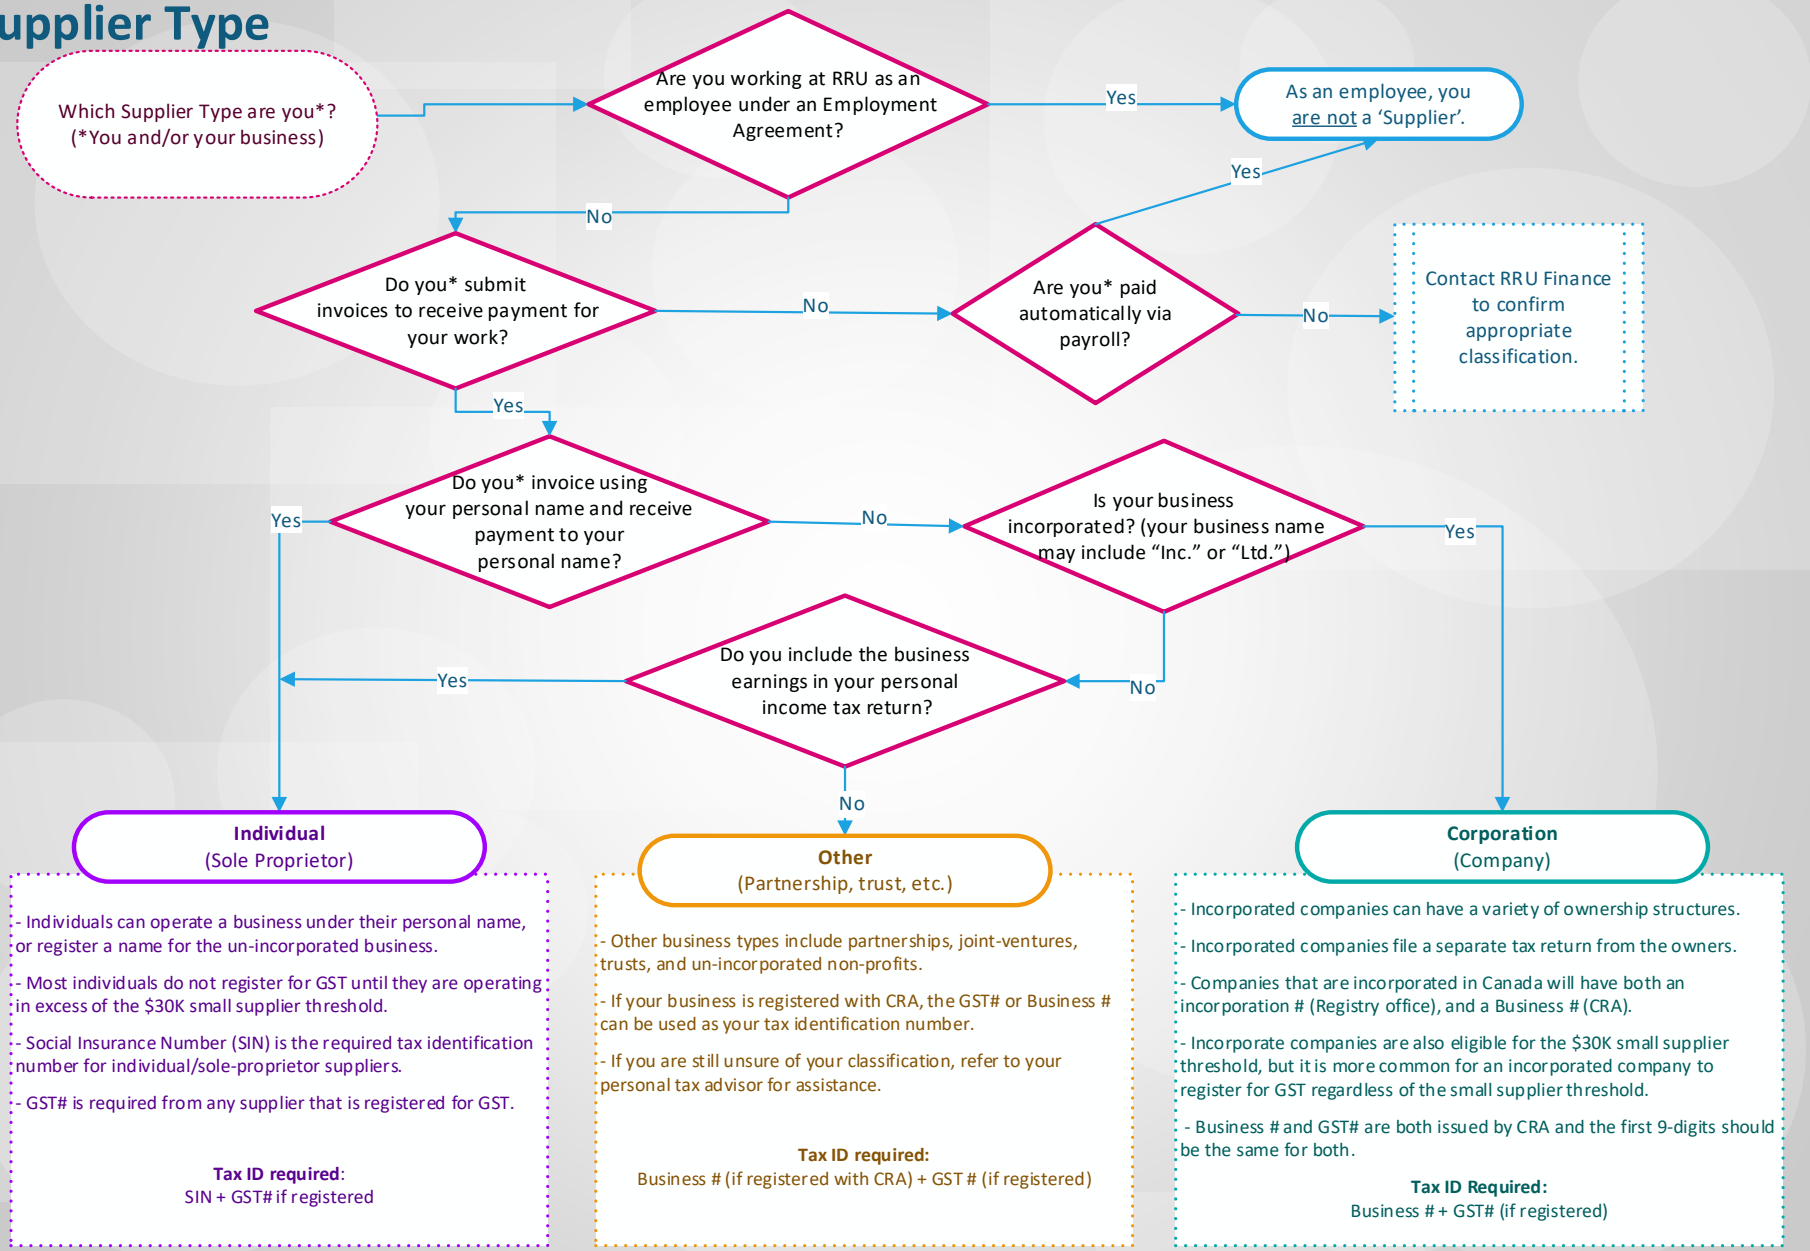 upplier Type
Which Supplier Type are you*?
(*You and/or your business)
Are you working at RRU as an
employee under an Employment
Agreement?
Yes
As an employee, you
are not a ‘Supplier’.
No
Yes
Do you* submit
invoices to receive payment for
your work?
No
Are you* paid
automatically via
payroll?
No
Contact RRU Finance
to confirm
appropriate
classification.
Yes
Do you* invoice using
your personal name and receive
payment to your
personal name?
Yes
No
Is your business
incorporated? (your business name
may include “Inc.” or “Ltd.”)
Yes
No
Do you include the business
earnings in your personal
income tax return?
Yes
No
Individual
(Sole Proprietor)
- Individuals can operate a business under their personal name,
or register a name for the un-incorporated business.
- Most individuals do not register for GST until they are operating
in excess of the $30K small supplier threshold.
- Social Insurance Number (SIN) is the required tax identification
number for individual/sole-proprietor suppliers.
- GST# is required from any supplier that is registered for GST.
Tax ID required:
SIN + GST# if registered
Other
(Partnership, trust, etc.)
- Other business types include partnerships, joint-ventures,
trusts, and un-incorporated non-profits.
- If your business is registered with CRA, the GST# or Business #
can be used as your tax identification number.
- If you are still unsure of your classification, refer to your
personal tax advisor for assistance.
Tax ID required:
Business # (if registered with CRA) + GST # (if registered)
Corporation
(Company)
- Incorporated companies can have a variety of ownership structures.
- Incorporated companies file a separate tax return from the owners.
- Companies that are incorporated in Canada will have both an
incorporation # (Registry office), and a Business # (CRA).
- Incorporate companies are also eligible for the $30K small supplier
threshold, but it is more common for an incorporated company to
register for GST regardless of the small supplier threshold.
- Business # and GST# are both issued by CRA and the first 9-digits should
be the same for both.
Tax ID Required:
Business # + GST# (if registered)